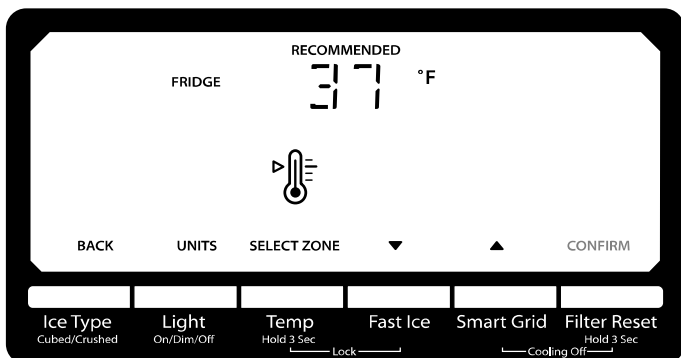 RECOMMENDED
FRIDGE 37 °F
BACK UNITS SELECT ZONE ▼ ▲ CONFIRM
Ice Type Light Temp Fast Ice Smart Grid Filter Reset
Cubed/Crushed On/Dim/Off Hold 3 Sec Hold 3 Sec
Lock Cooling Off